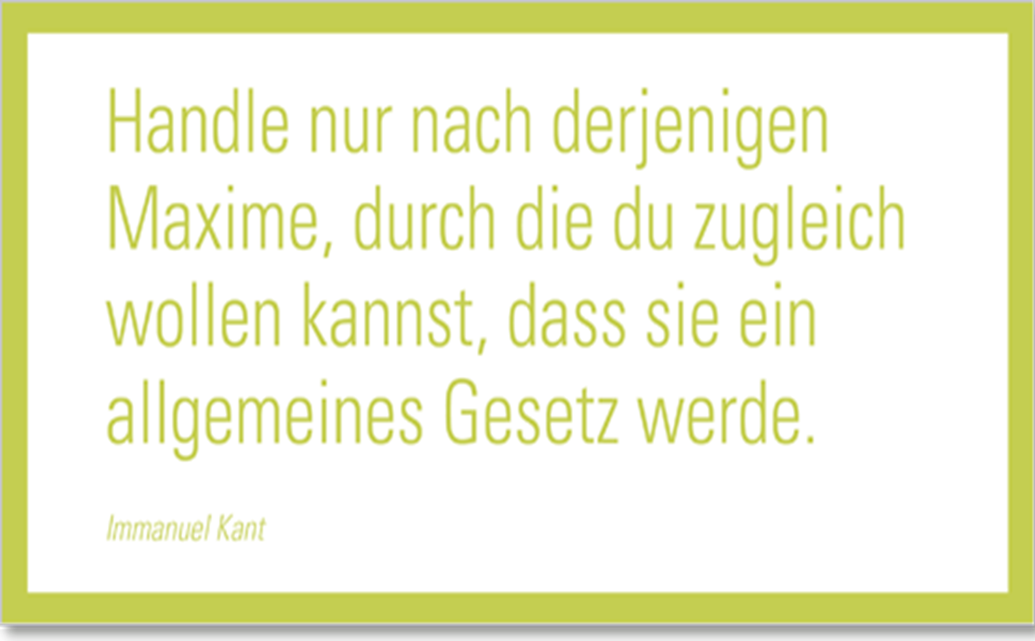 Handle nur nach derjenigen
Maxime, durch die du zugleich
wollen kannst, dass sie ein
allgemeines Gesetz werde.
Immanuel Kant